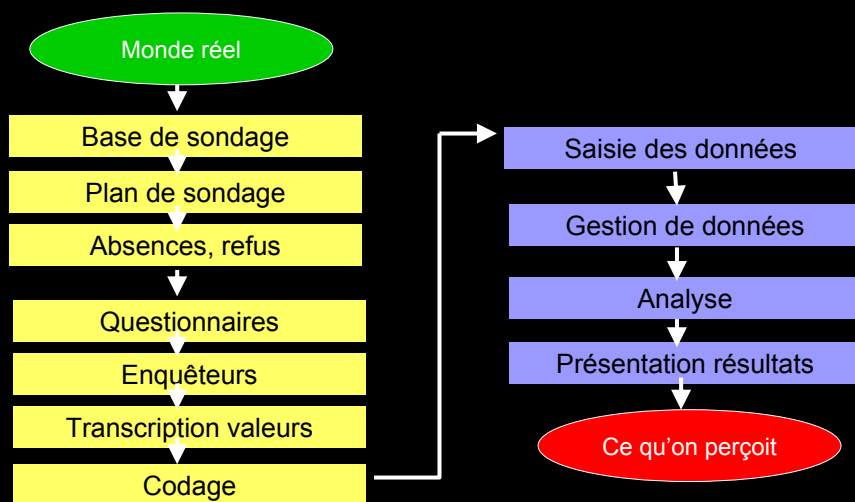 Monde réel
Base de sondage
Plan de sondage
Absences, refus
Questionnaires
Enquêteurs
Transcription valeurs
Codage
Saisie des données
Gestion de données
Analyse
Présentation résultats
Ce qu'on perçoit